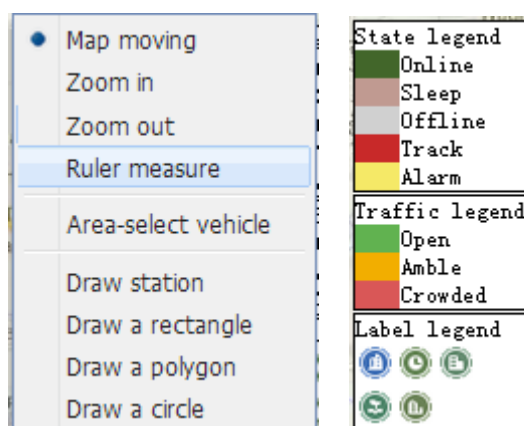 Map moving
Zoom in
Zoom out
Ruler measure
Area-select vehicle
Draw station
Draw a rectangle
Draw a polygon
Draw a circle
State legend
Online
Sleep
Offline
Track
Alarm
Traffic legend
Open
Amble
Crowded
Label legend